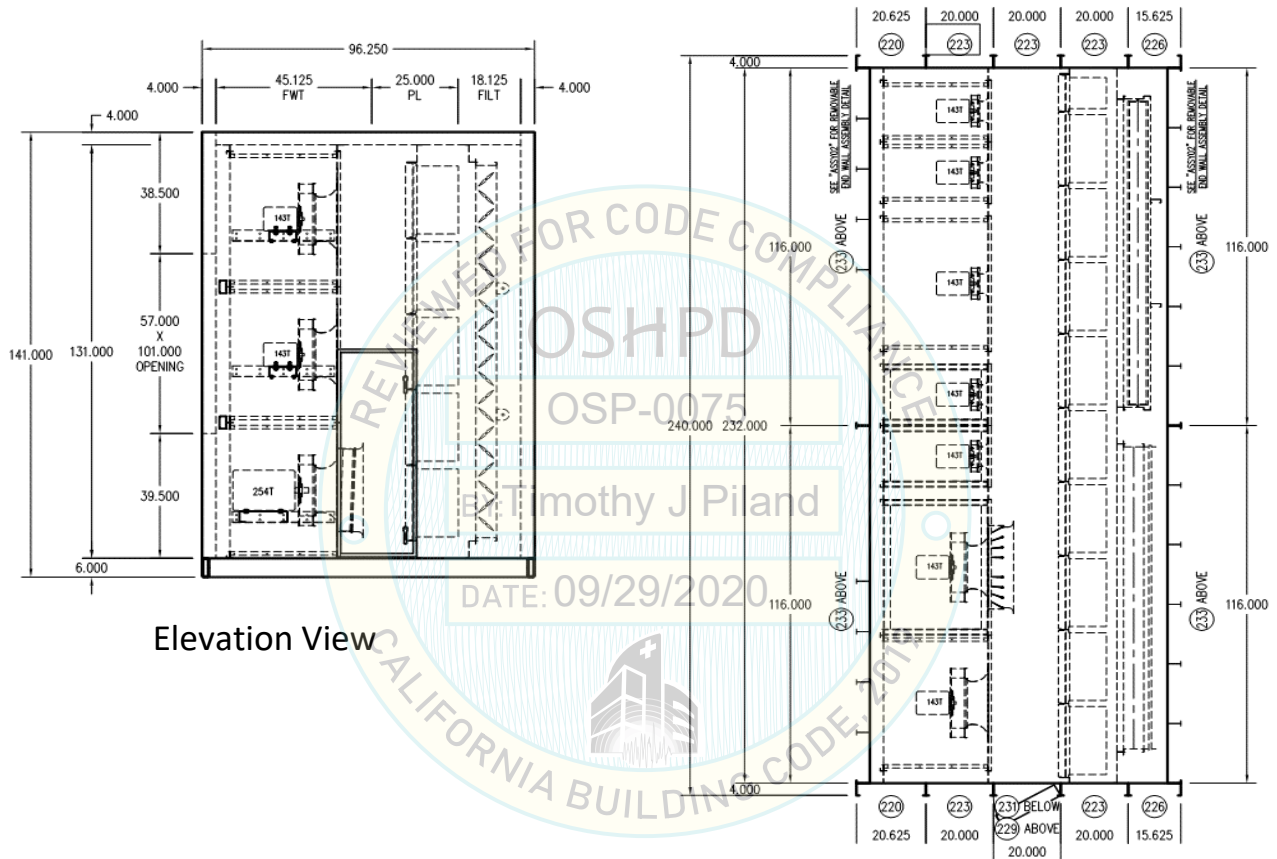 96.250
4.000
45.125
FWT
25.000
PL
18.125
FILT
4.000
4.000
38.500
57.000
X
101.000
OPENING
39.500
141.000
131.000
6.000
143T
143T
254T
Elevation View
20.625
20.000
20.000
20.000
15.625
220
223
223
223
226
4.000
SEE "ASSY02" FOR REMOVABLE
END WALL ASSEMBLY DETAIL
SEE "ASSY02" FOR REMOVABLE
END WALL ASSEMBLY DETAIL
143T
143T
143T
143T
143T
143T
143T
116.000
116.000
233 ABOVE
233 ABOVE
240.000
232.000
116.000
116.000
233 ABOVE
233 ABOVE
4.000
220
223
231 BELOW
229 ABOVE
223
226
20.625
20.000
20.000
20.000
15.625
REVIEWED FOR CODE COMPLIANCE
OSHPD
OSP-0075
BY: Timothy J Piland
DATE: 09/29/2020
CALIFORNIA BUILDING CODE, 2019